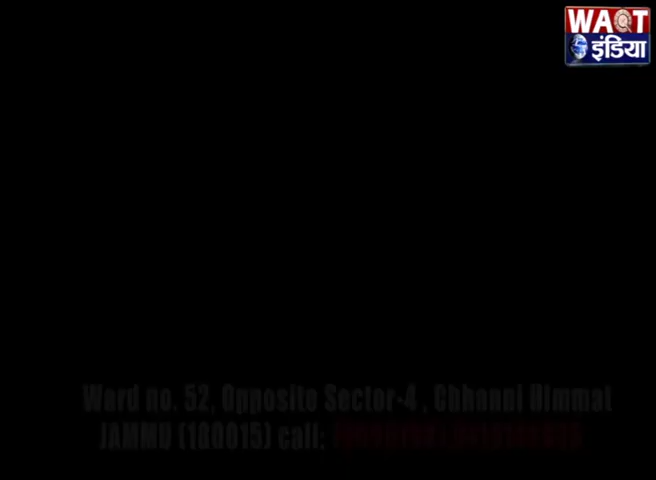 WAQT
इंडिया
Ward no. 52, Opposite Sector-4 , Chhanni Himmat
JAMMU (180015) call: